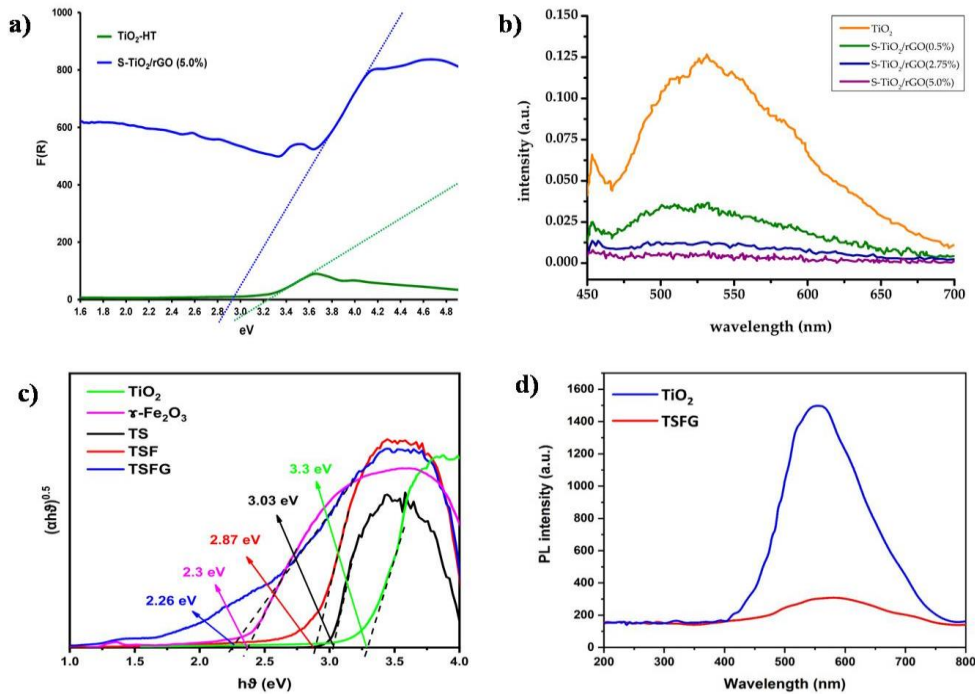 a)
1000
800
600
400
200
0
F(R)
TiO₂-HT
S-TiO₂/rGO (5.0%)
1.6 1.8 2.0 2.2 2.4 2.6 2.8 3.0 3.2 3.4 3.6 3.8 4.0 4.2 4.4 4.6 4.8
eV
b)
0.150
0.125
0.100
0.075
0.050
0.025
0.000
intensity (a.u.)
TiO₂
S-TiO₂/rGO(0.5%)
S-TiO₂/rGO(2.75%)
S-TiO₂/rGO(5.0%)
450 500 550 600 650 700
wavelength (nm)
c)
(αhϑ)⁰·⁵
TiO₂
ɤ-Fe₂O₃
TS
TSF
TSFG
3.3 eV
3.03 eV
2.87 eV
2.3 eV
2.26 eV
1.0 1.5 2.0 2.5 3.0 3.5 4.0
hϑ (eV)
d)
1600
1400
1200
1000
800
600
400
200
0
PL intensity (a.u.)
TiO₂
TSFG
200 300 400 500 600 700 800
Wavelength (nm)